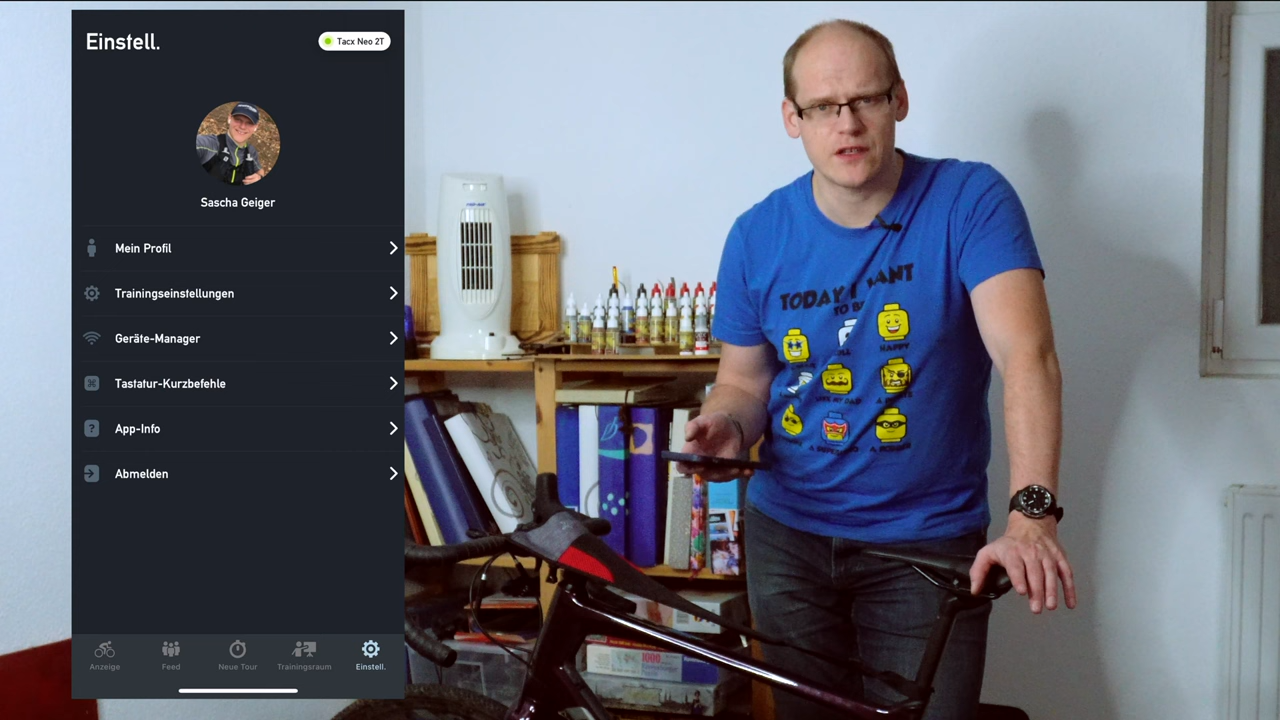 Einstell.
Tacx Neo 2T
Sascha Geiger
Mein Profil
Trainingseinstellungen
Geräte-Manager
Tastatur-Kurzbefehle
App-Info
Abmelden
Anzeige
Feed
Neue Tour
Trainingsraum
Einstell.
TODAY I WANT
TO BE
HAPPY
1000